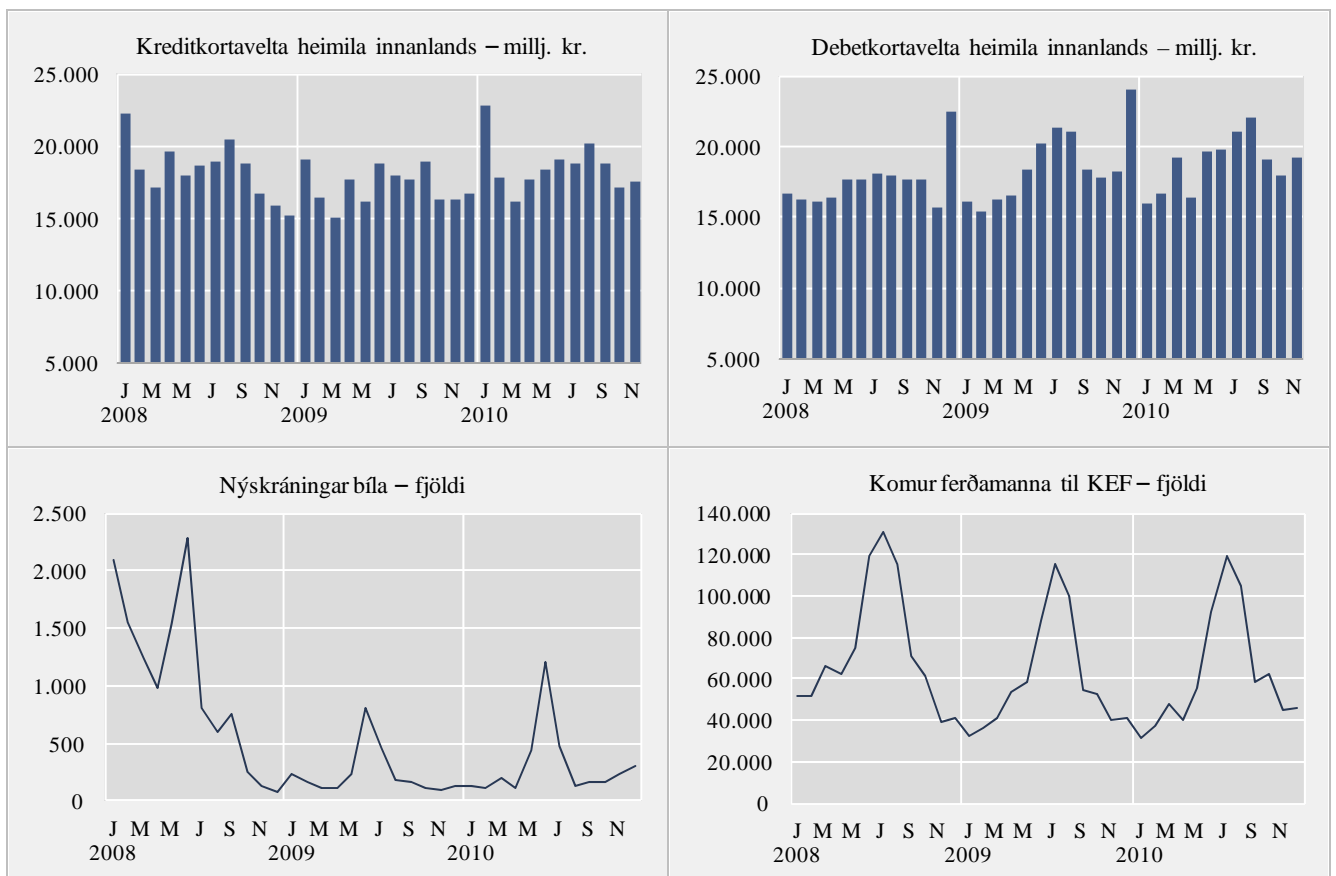 Kreditkortavelta heimila innanlands – millj. kr.
25.000
20.000
15.000
10.000
5.000
J M M J S N J M M J S N J M M J S N
2008 2009 2010
Debetkortavelta heimila innanlands – millj. kr.
25.000
20.000
15.000
10.000
5.000
J M M J S N J M M J S N J M M J S N
2008 2009 2010
Nýskráningar bíla – fjöldi
2.500
2.000
1.500
1.000
500
0
J M M J S N J M M J S N J M M J S N
2008 2009 2010
Komur ferðamanna til KEF – fjöldi
140.000
120.000
100.000
80.000
60.000
40.000
20.000
0
J M M J S N J M M J S N J M M J S N
2008 2009 2010